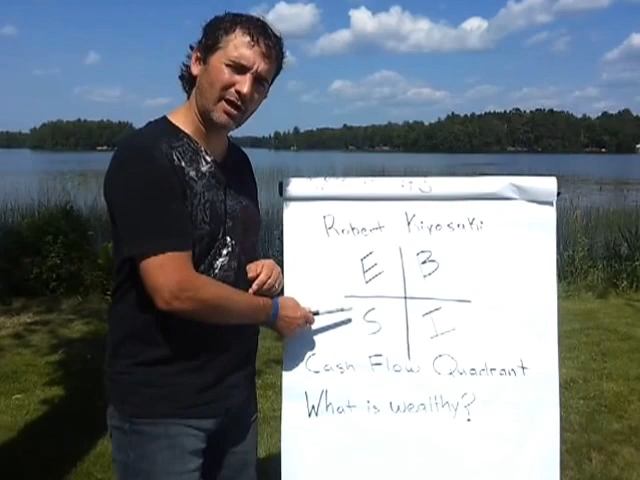 Robert Kiyosaki
E B
S I
Cash Flow Quadrant
What is wealthy?